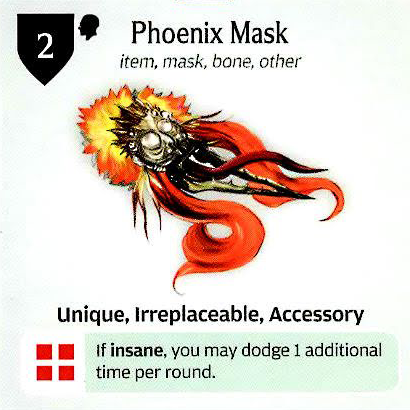 2
Phoenix Mask
item, mask, bone, other
Unique, Irreplaceable, Accessory
If insane, you may dodge 1 additional
time per round.